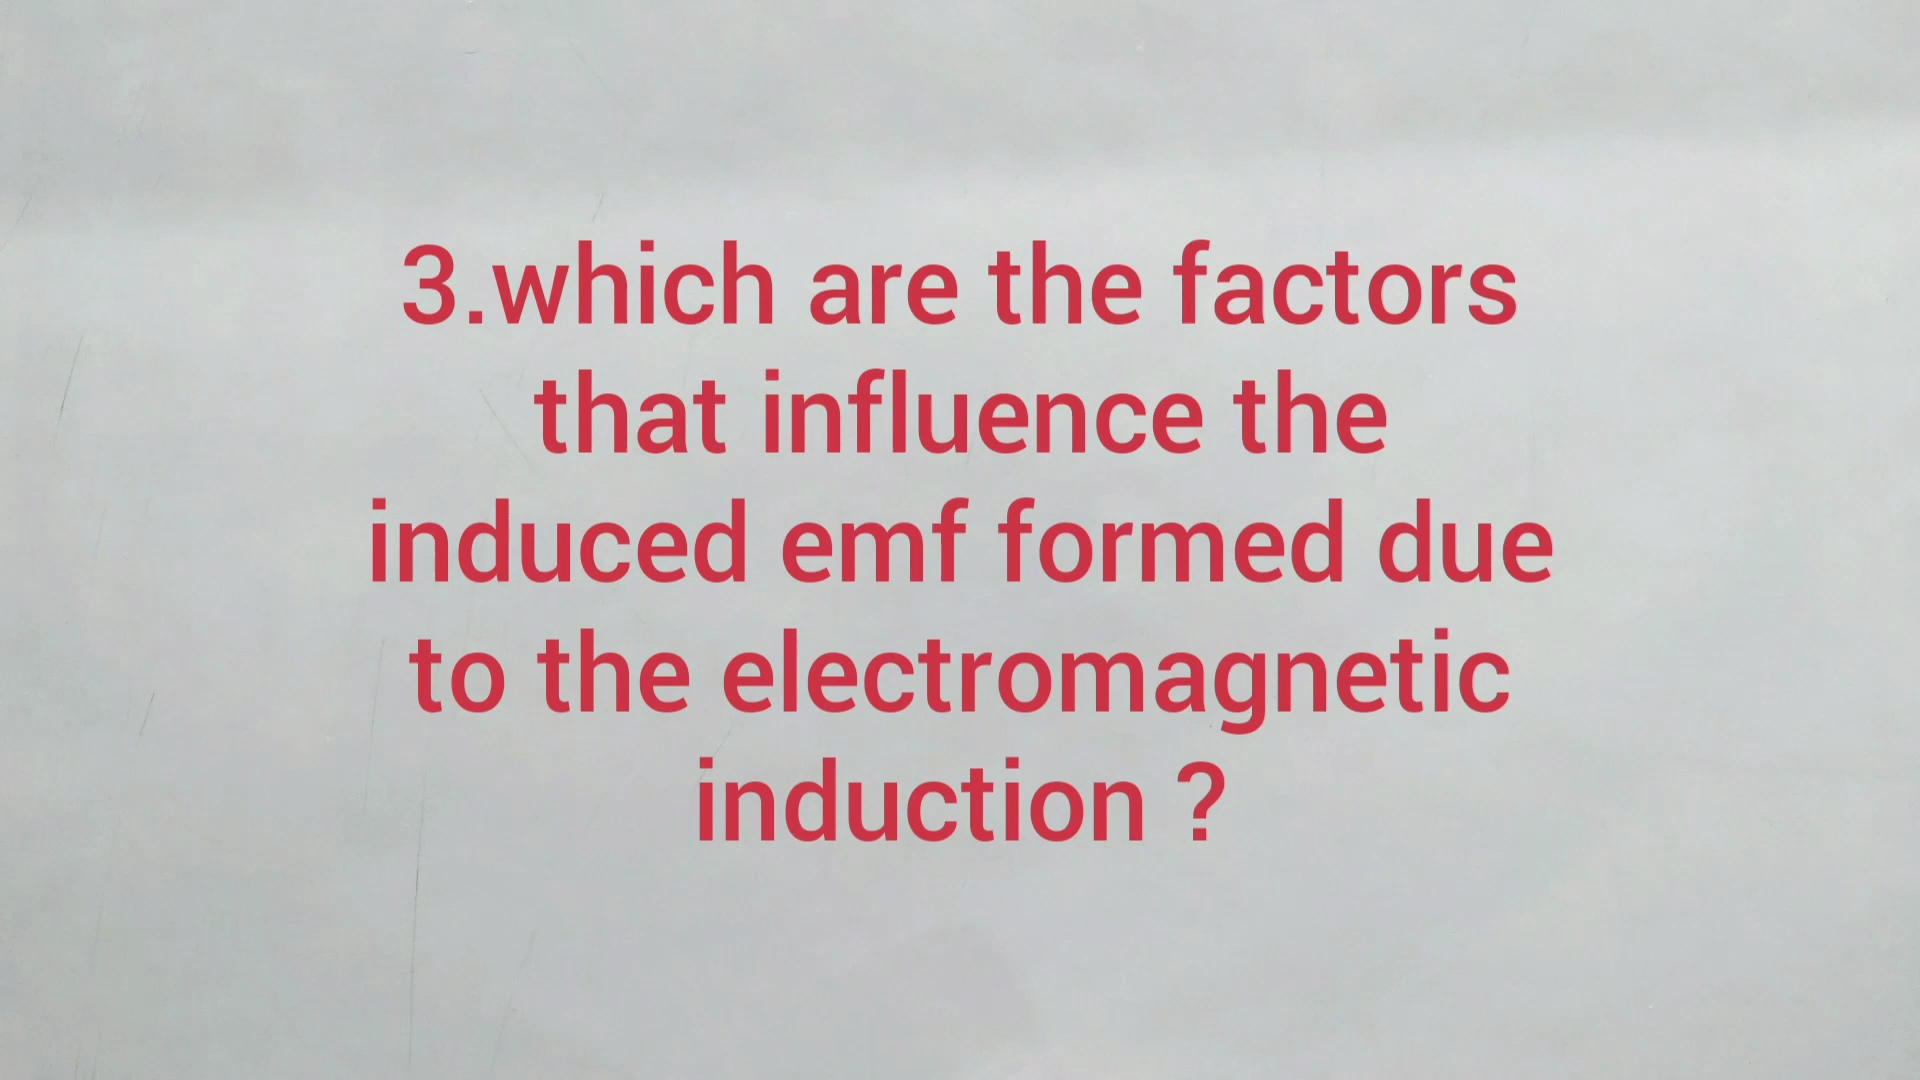 3.which are the factors
that influence the
induced emf formed due
to the electromagnetic
induction ?